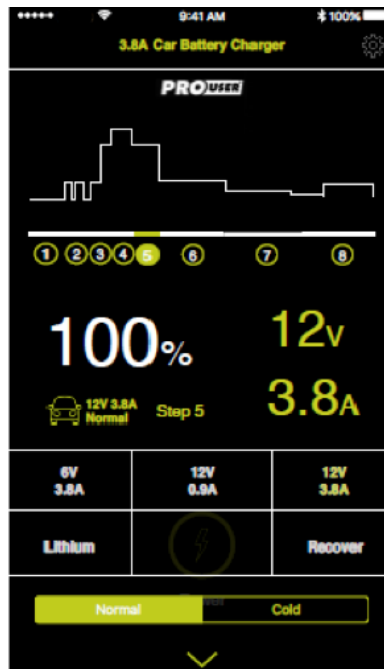 9:41 AM
100%
3.8A Car Battery Charger
PROUSER
1 2 3 4 5 6 7 8
100%
12V
3.8A
12V 3.8A
Normal
Step 5
6V
3.8A
12V
0.9A
12V
3.8A
Lithium
Recover
Normal
Cold